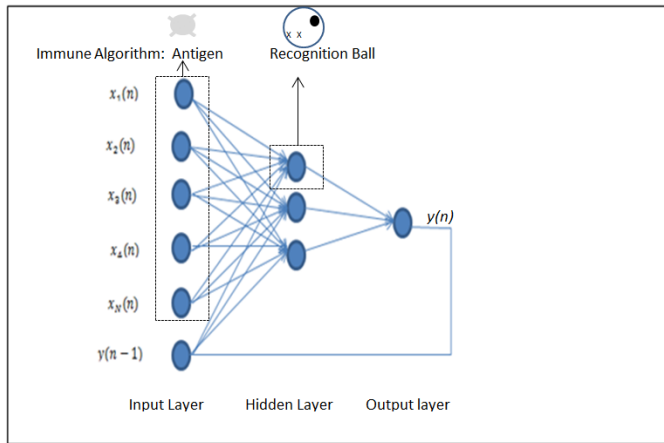 x x
Immune Algorithm: Antigen Recognition Ball
x₁(n)
x₂(n)
x₃(n)
y(n)
x₄(n)
x_N(n)
y(n−1)
Input Layer Hidden Layer Output layer